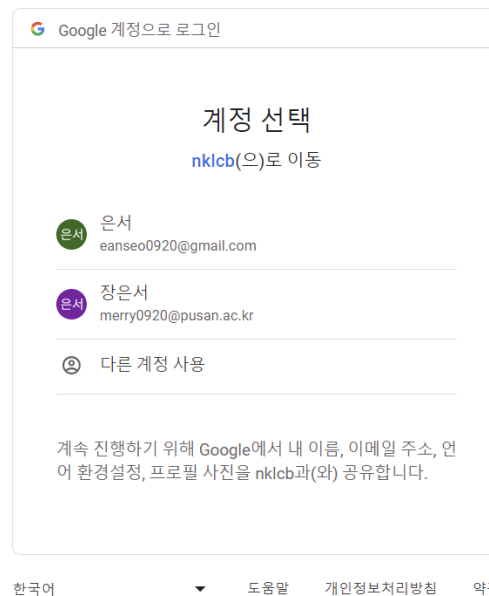 Google 계정으로 로그인
계정 선택
nklcb(으)로 이동
은서
은서
eanseo0920@gmail.com
은서
장은서
merry0920@pusan.ac.kr
다른 계정 사용
계속 진행하기 위해 Google에서 내 이름, 이메일 주소, 언
어 환경설정, 프로필 사진을 nklcb과(와) 공유합니다.
한국어 도움말 개인정보처리방침